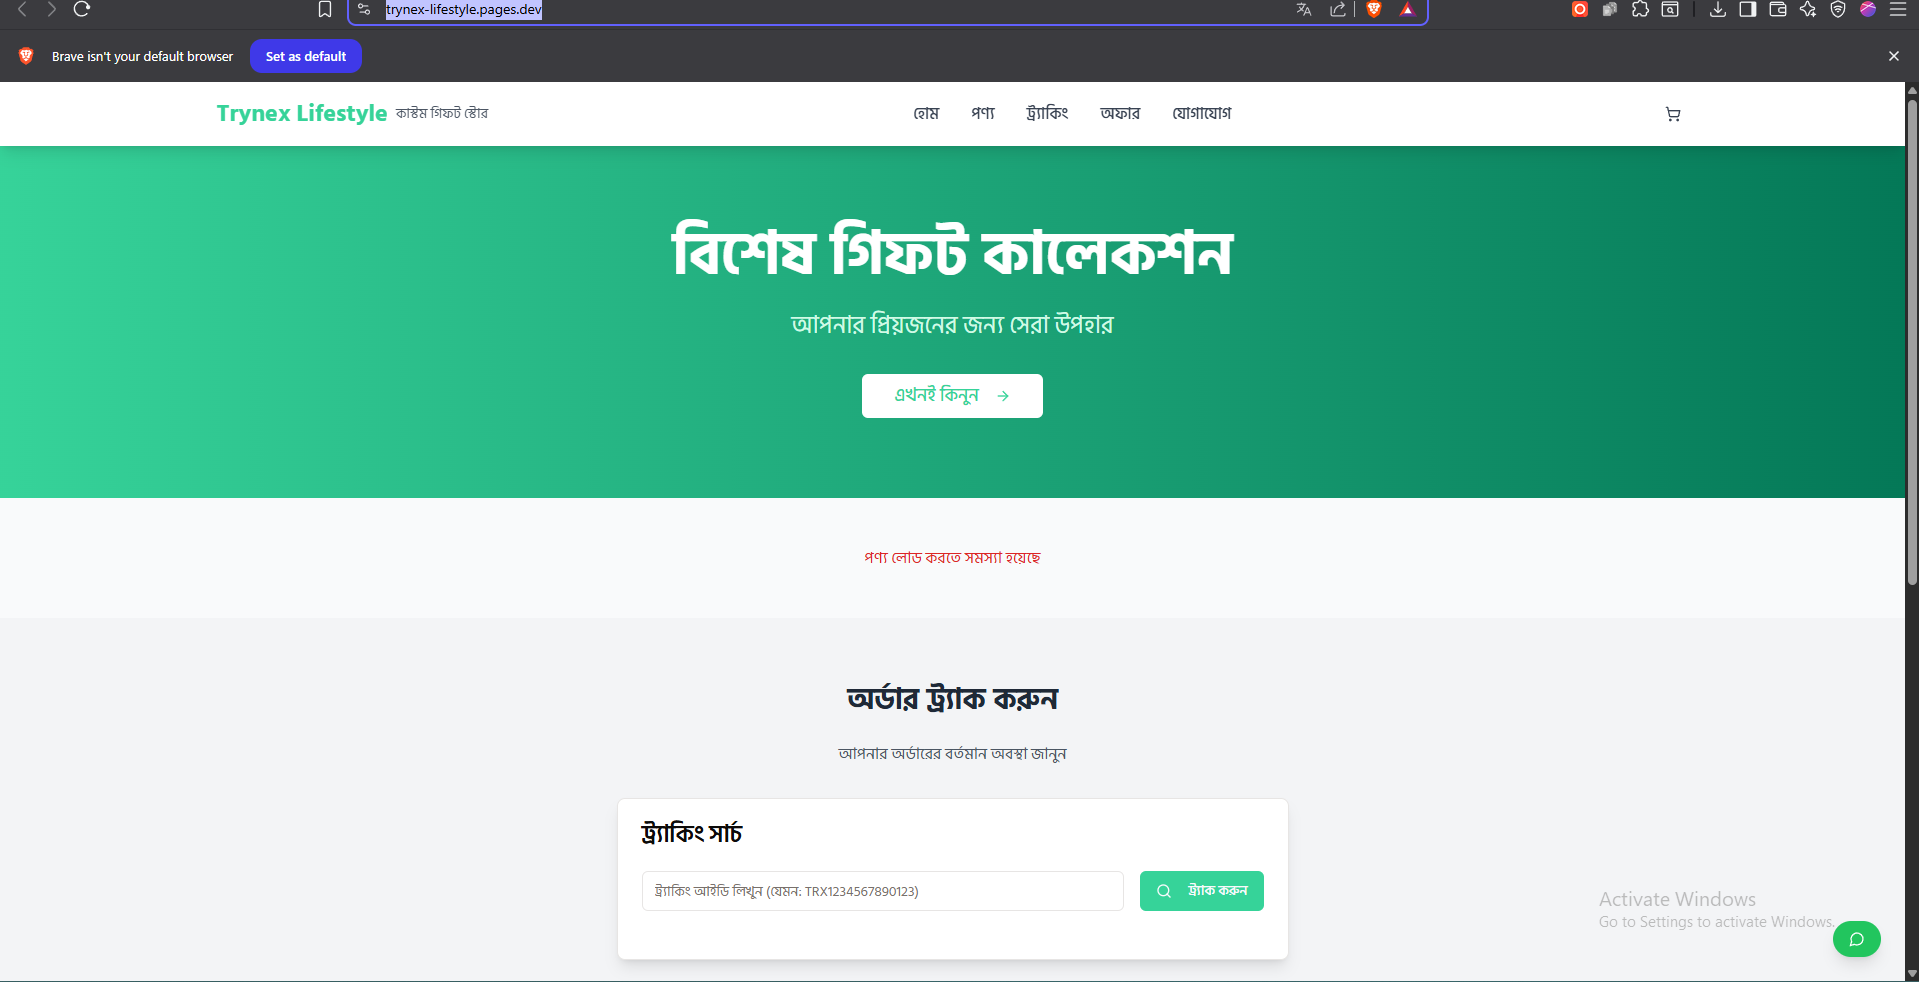 trynex-lifestyle.pages.dev
Brave isn't your default browser
Set as default
Trynex Lifestyle কাস্টম গিফট স্টোর
হোম পণ্য ট্র্যাকিং অফার যোগাযোগ
বিশেষ গিফট কালেকশন
আপনার প্রিয়জনের জন্য সেরা উপহার
এখনই কিনুন
পণ্য লোড করতে সমস্যা হয়েছে
অর্ডার ট্র্যাক করুন
আপনার অর্ডারের বর্তমান অবস্থা জানুন
ট্র্যাকিং সার্চ
ট্র্যাকিং আইডি লিখুন (যেমন: TRX1234567890123)
ট্র্যাক করুন
Activate Windows
Go to Settings to activate Windows.